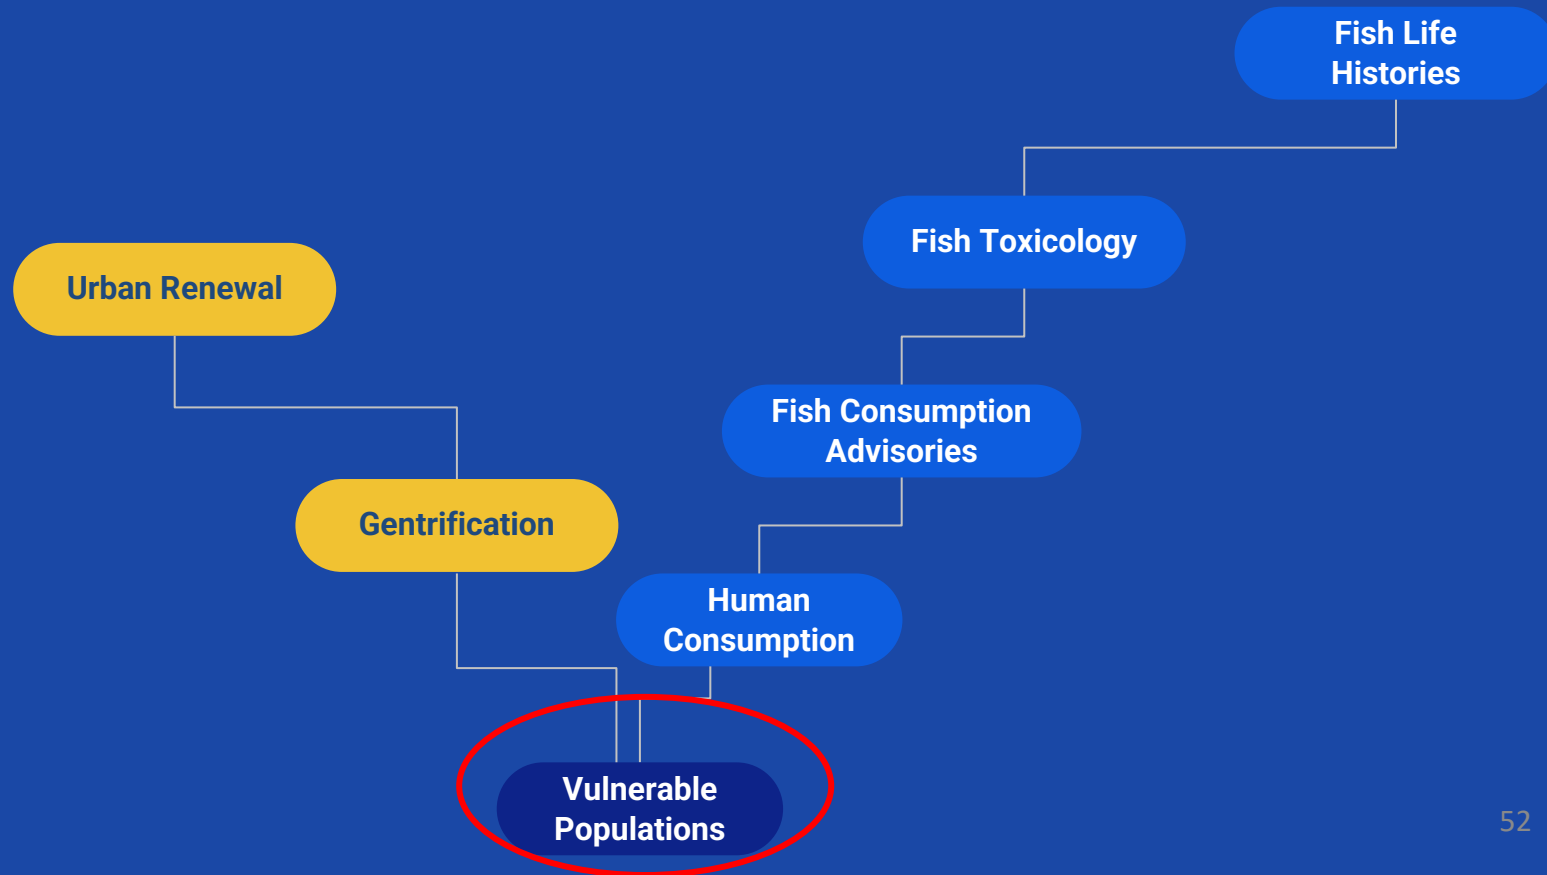 Fish Life
Histories
Fish Toxicology
Urban Renewal
Fish Consumption
Advisories
Gentrification
Human
Consumption
Vulnerable
Populations
52